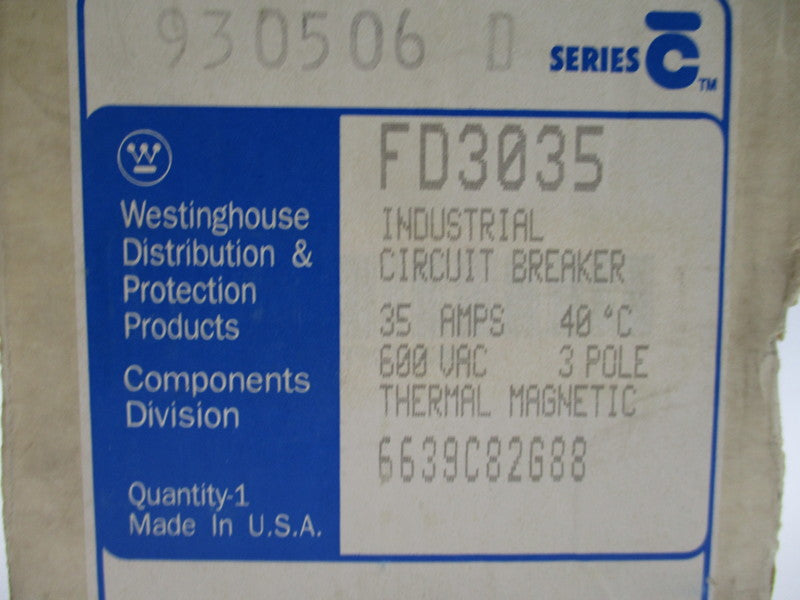 930506 D
SERIES C™
W
Westinghouse
Distribution &
Protection
Products
Components
Division
Quantity-1
Made In U.S.A.
FD3035
INDUSTRIAL
CIRCUIT BREAKER
35 AMPS 40 °C
600 VAC 3 POLE
THERMAL MAGNETIC
6639C82G88